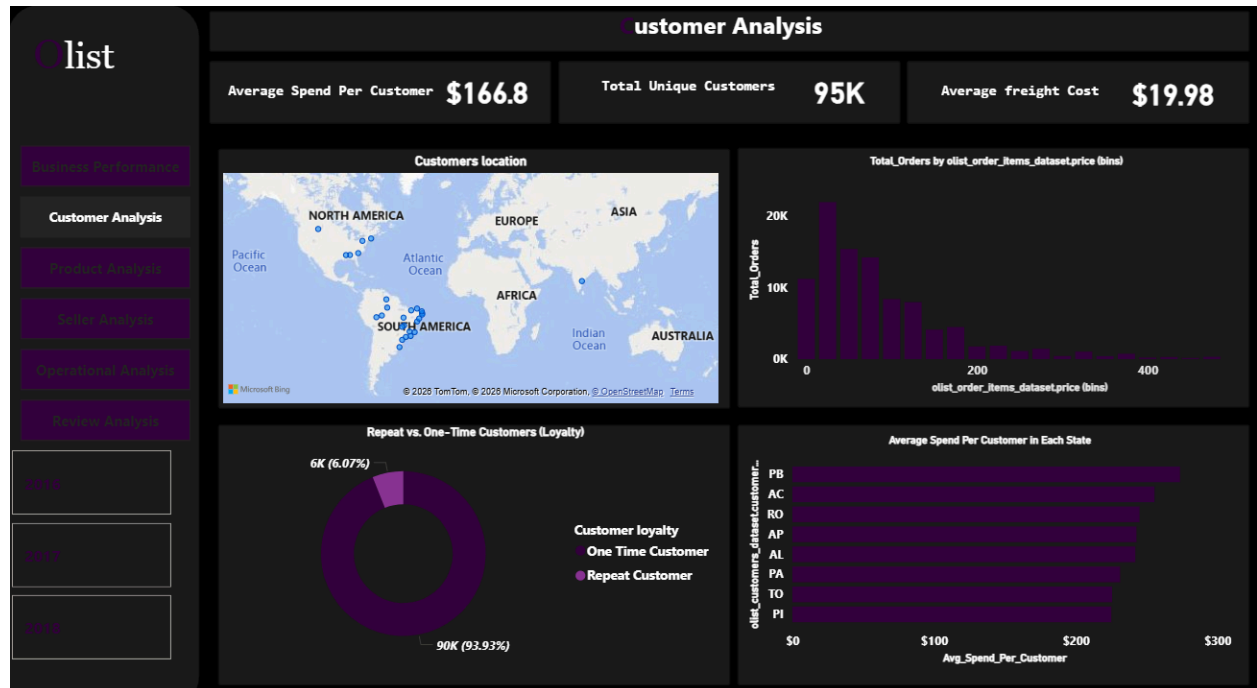 Olist
Business Performance
Customer Analysis
Product Analysis
Seller Analysis
Operational Analysis
Review Analysis
2016
2017
2018
Customer Analysis
Average Spend Per Customer $166.8
Total Unique Customers 95K
Average freight Cost $19.98
Customers location
NORTH AMERICA
EUROPE
ASIA
Pacific
Ocean
Atlantic
Ocean
AFRICA
SOUTH AMERICA
Indian
Ocean
AUSTRALIA
Microsoft Bing
© 2026 TomTom, © 2026 Microsoft Corporation, © OpenStreetMap Terms
Total_Orders by olist_order_items_dataset.price (bins)
Total_Orders
20K
10K
0K
0 200 400
olist_order_items_dataset.price (bins)
Repeat vs. One-Time Customers (Loyalty)
6K (6.07%)
90K (93.93%)
Customer loyalty
One Time Customer
Repeat Customer
Average Spend Per Customer in Each State
olist_customers_dataset.customer...
PB
AC
RO
AP
AL
PA
TO
PI
$0 $100 $200 $300
Avg_Spend_Per_Customer